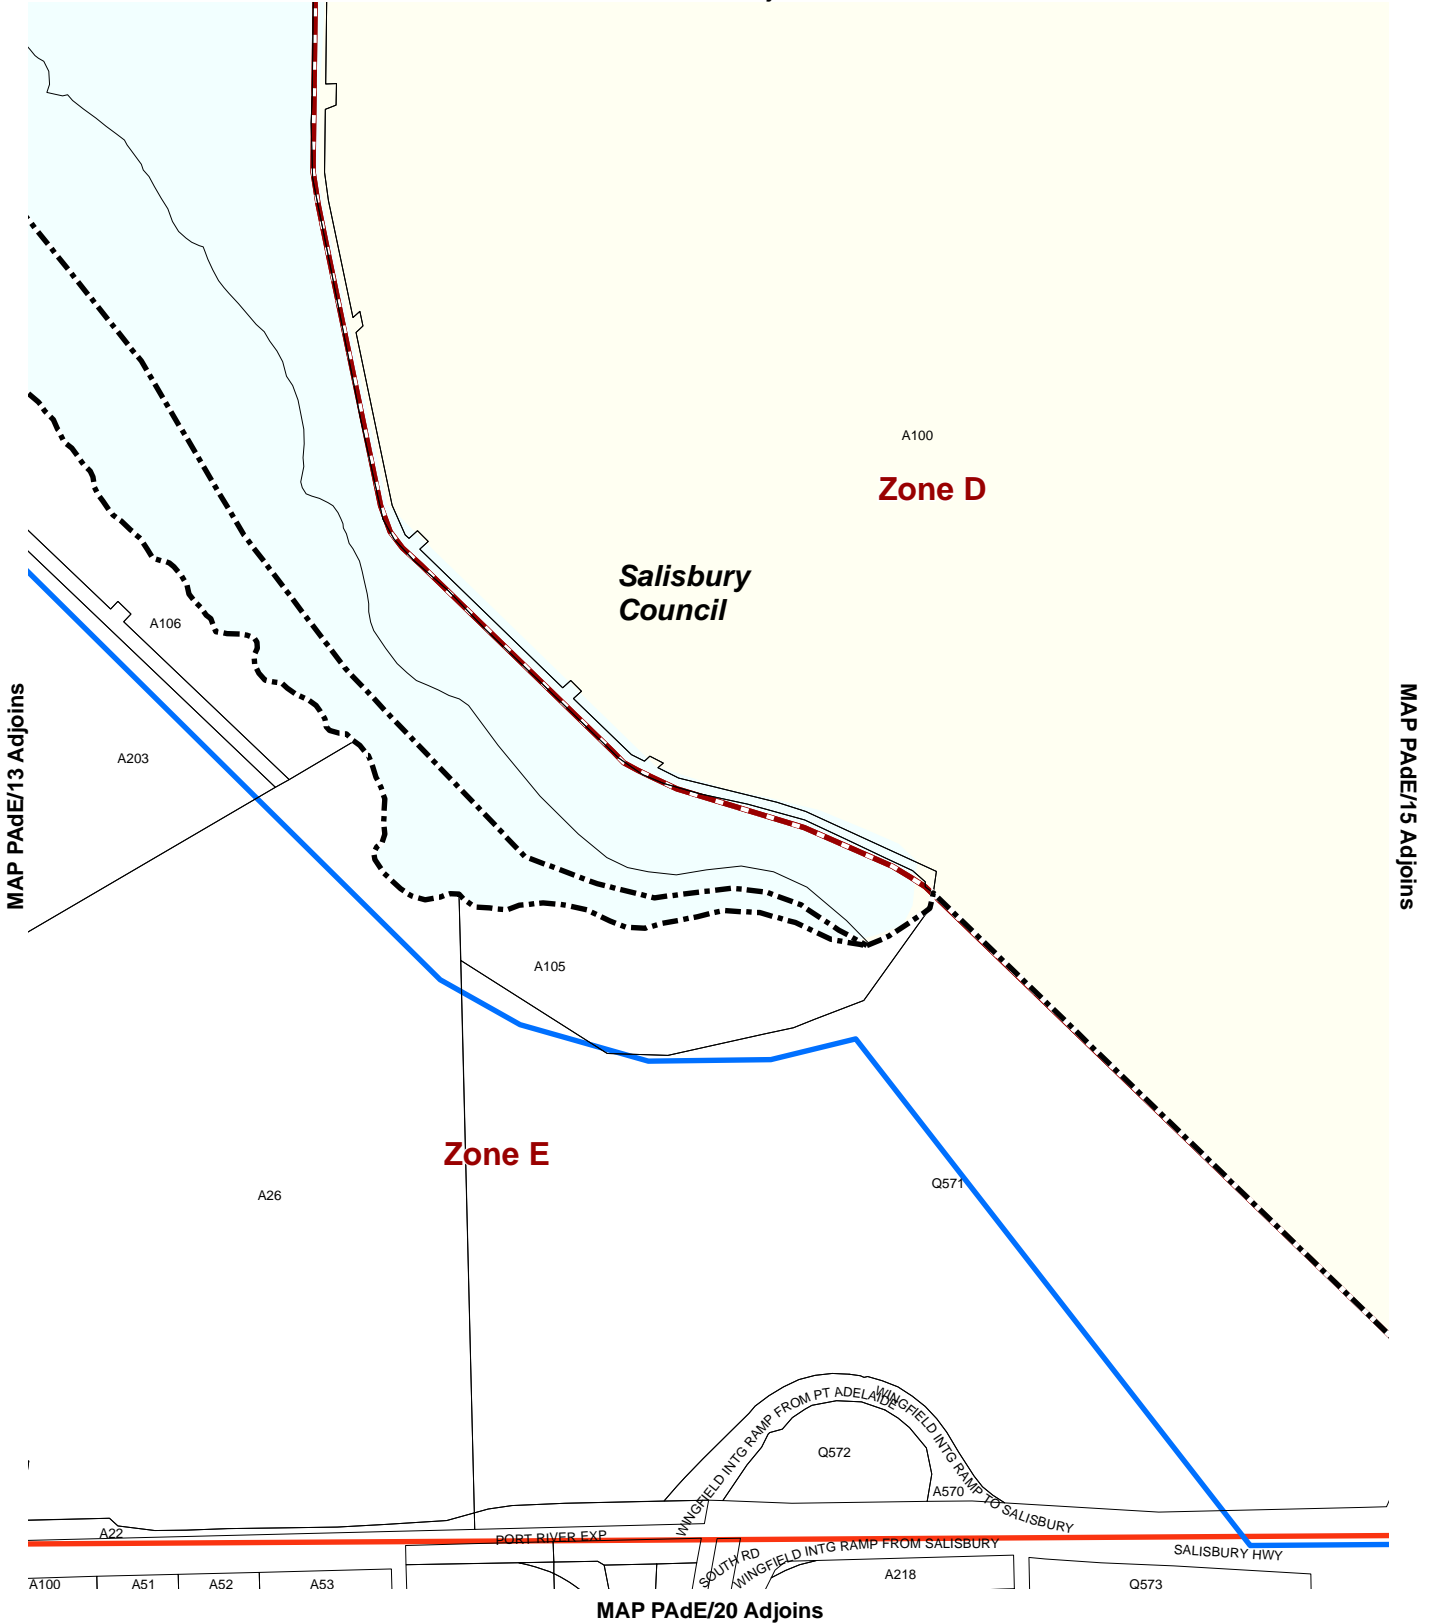 A100
Zone D
Salisbury
Council
A106
MAP PAdE/13 Adjoins
MAP PAdE/15 Adjoins
A203
A105
Zone E
A26
Q571
WINGFIELD INTG RAMP FROM PT ADELAIDE
WINGFIELD INTG RAMP TO SALISBURY
Q572
A570
A22
PORT RIVER EXP
SOUTH RD
WINGFIELD INTG RAMP FROM SALISBURY
SALISBURY HWY
A100
A51
A52
A53
A218
Q573
MAP PAdE/20 Adjoins